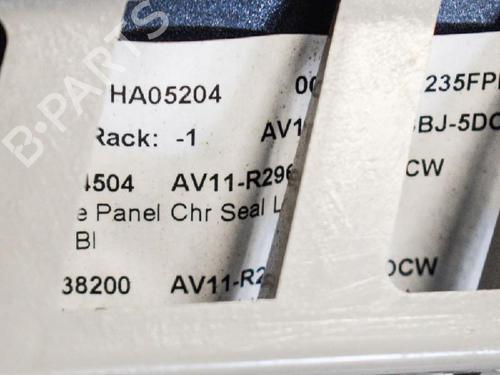 HA05204 00 235FP
Rack: -1 AV1 BJ-5DC
4504 AV11-R296 CW
e Panel Chr Seal L
Bl
38200 AV11-R2 DCW
B-PARTS